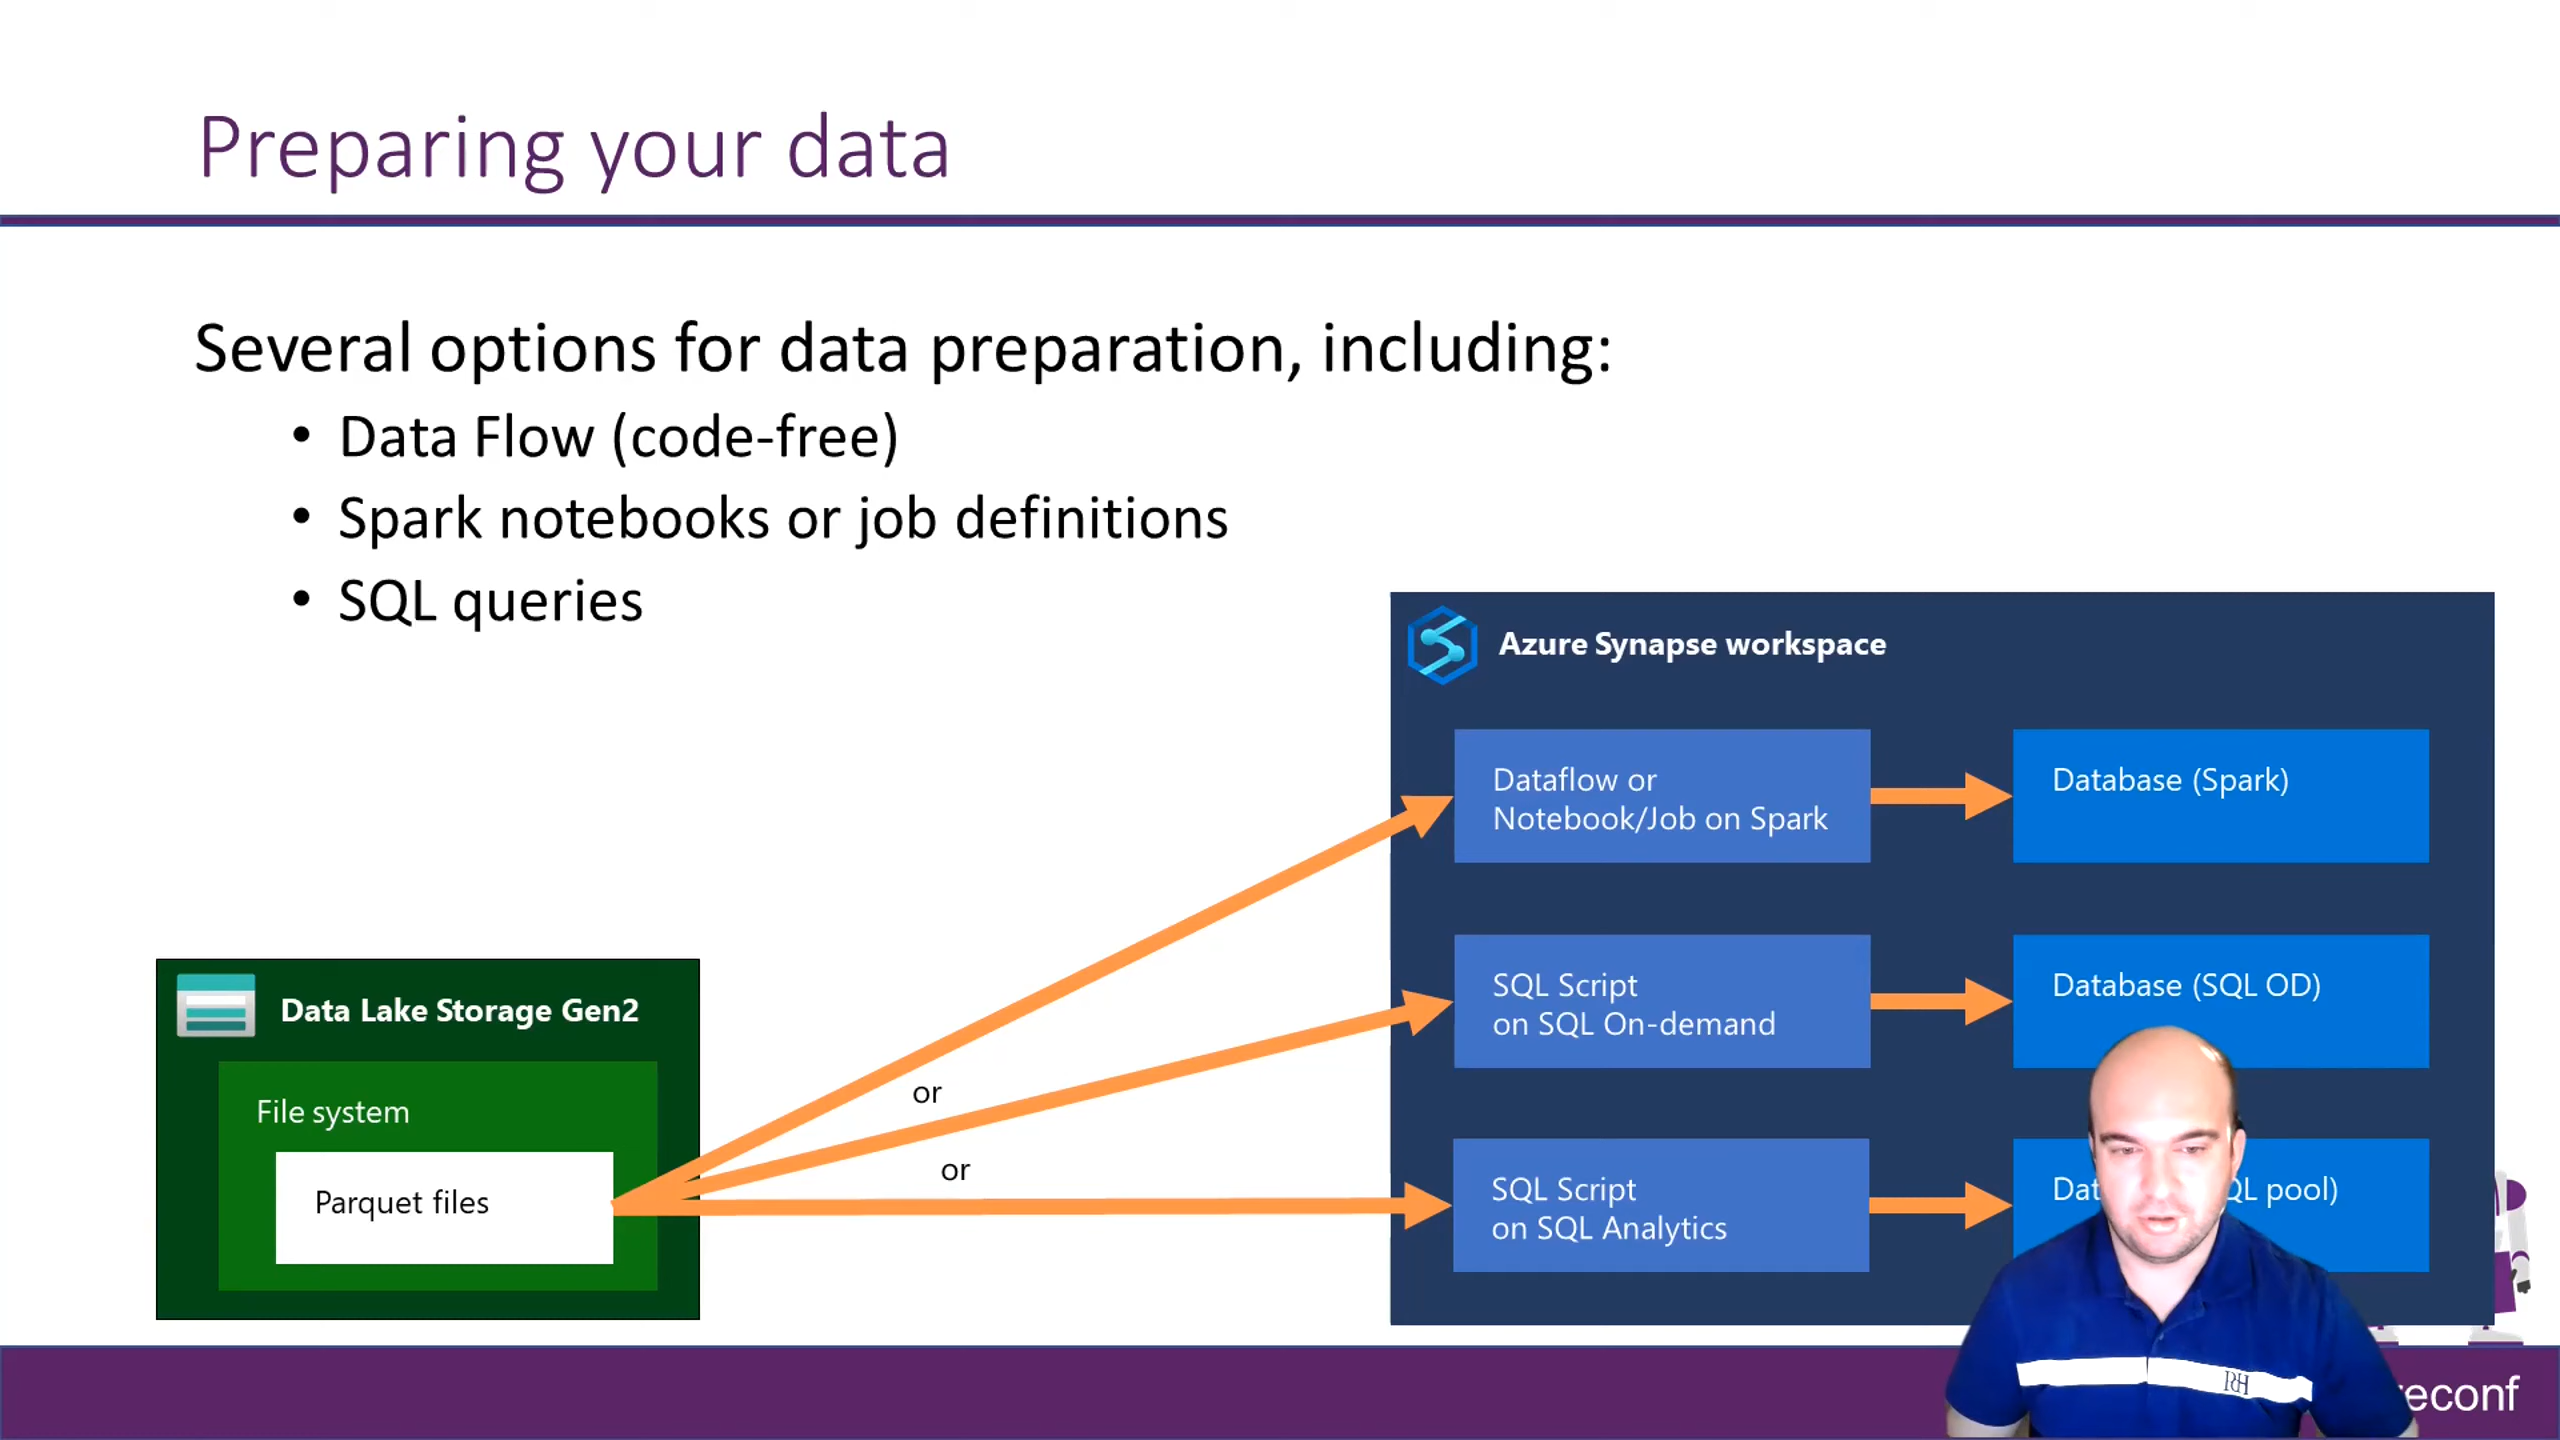 Preparing your data
Several options for data preparation, including:
• Data Flow (code-free)
• Spark notebooks or job definitions
• SQL queries
Azure Synapse workspace
Dataflow or
Notebook/Job on Spark
Database (Spark)
SQL Script
on SQL On-demand
Database (SQL OD)
SQL Script
on SQL Analytics
pool)
Data Lake Storage Gen2
File system
Parquet files
or
or
RH